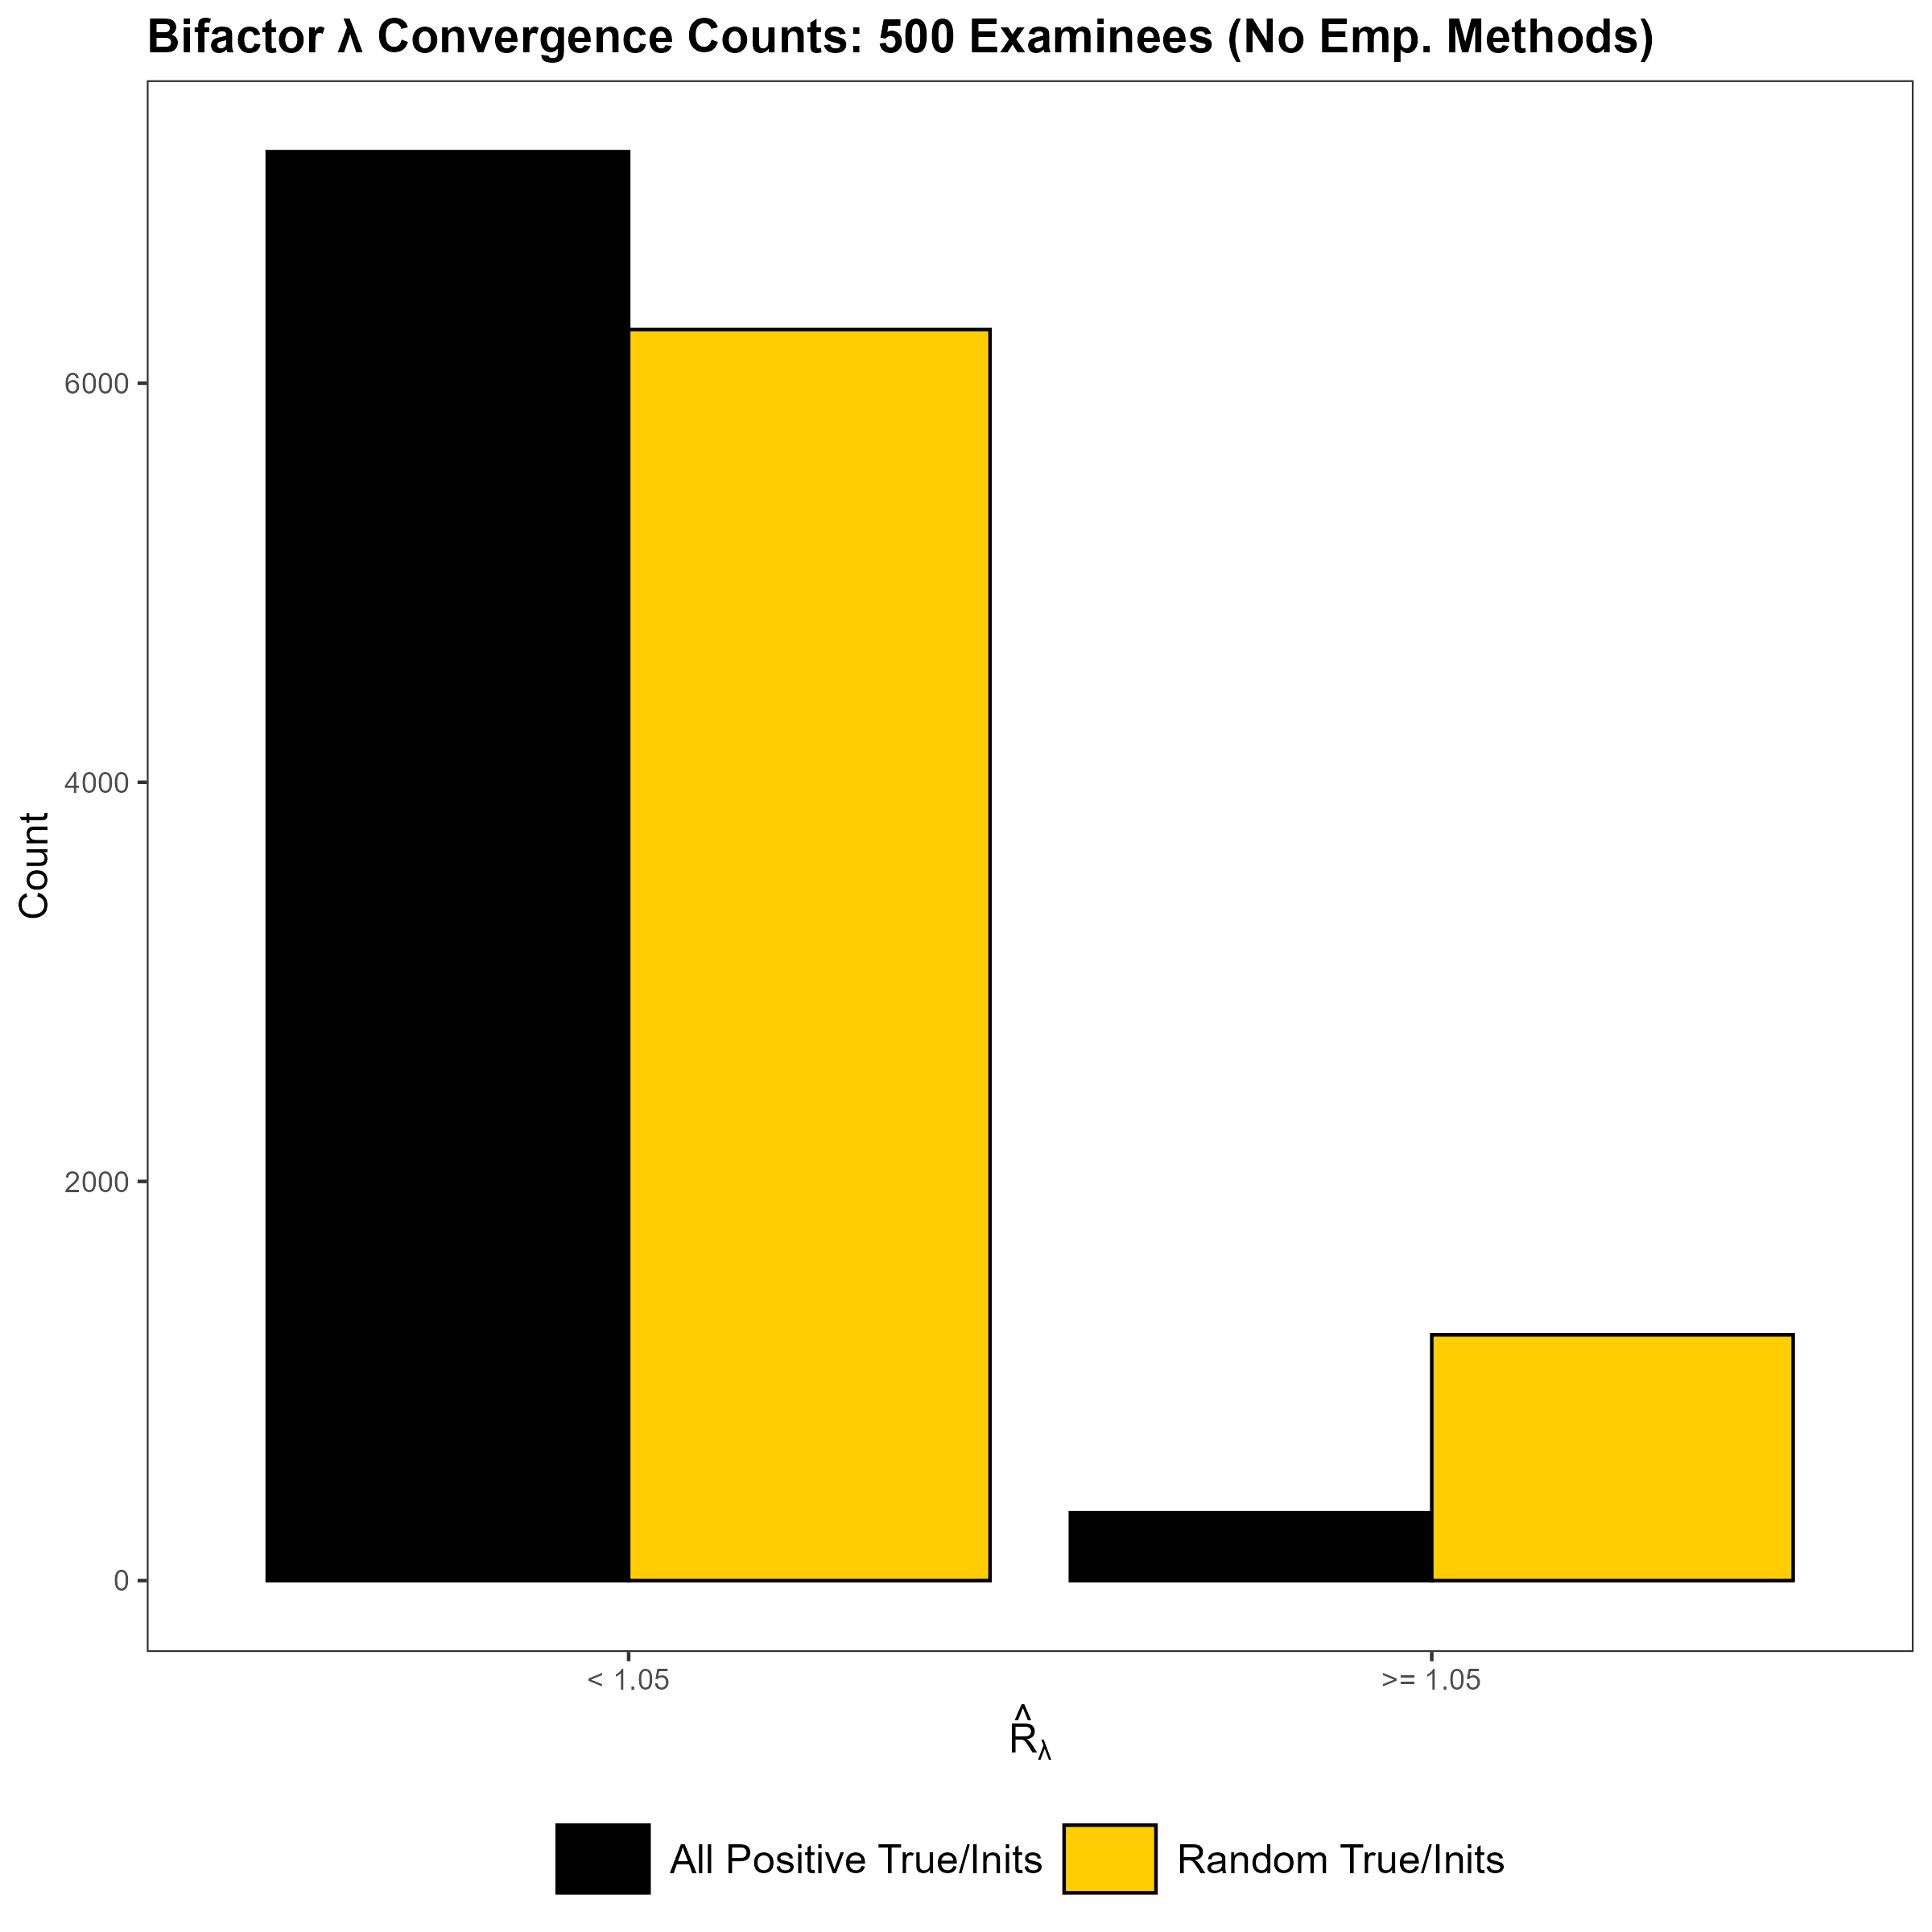 Bifactor λ Convergence Counts: 500 Examinees (No Emp. Methods)
6000
4000
2000
0
Count
< 1.05
>= 1.05
R̂λ
All Positive True/Inits
Random True/Inits